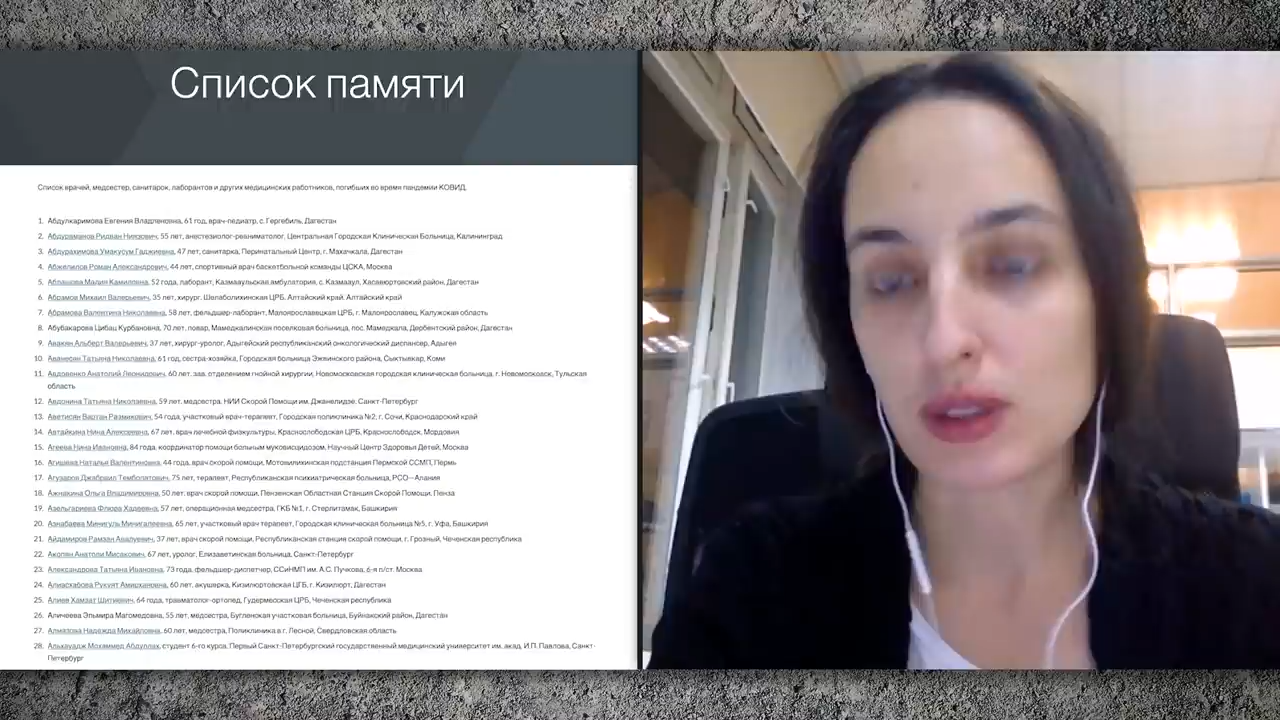 Список памяти
Список врачей, медсестер, санитарок, лаборантов и других медицинских работников, погибших во время пандемии КОВИД.
1. Абдулкаримова Евгения Владленовна, 61 год, врач-педиатр, с. Гергебиль, Дагестан
2. Абдураманов Ридван Ниязович, 55 лет, анестезиолог-реаниматолог, Центральная Городская Клиническая Больница, Калининград
3. Абдурахимова Умакусум Гаджиевна, 47 лет, санитарка, Перинатальный Центр, г. Махачкала, Дагестан
4. Абжелилов Роман Александрович, 44 лет, спортивный врач баскетбольной команды ЦСКА, Москва
5. Аблашова Мадия Камиловна, 52 года, лаборант, Казмааульская амбулатория, с. Казмааул, Хасавюртовский район, Дагестан
6. Абрамов Михаил Валерьевич, 35 лет, хирург. Шелаболихинская ЦРБ. Алтайский край. Алтайский край
7. Абрамова Валентина Николаевна, 58 лет, фельдшер-лаборант, Малоярославецкая ЦРБ, г. Малоярославец, Калужская область
8. Абубакарова Цибац Курбановна, 70 лет, повар, Мамедкалинская поселковая больница, пос. Мамедкала, Дербентский район, Дагестан
9. Авакян Альберт Валерьевич, 37 лет, хирург-уролог, Адыгейский республиканский онкологический диспансер, Адыгея
10 Аванесян Татьяна Николаевна, 61 год, сестра-хозяйка, Городская больница Эжвинского района, Сыктывкар, Коми
11. Авдовенко Анатолий Леонидович, 60 лет, зав. отделением гнойной хирургии, Новомосковская городская клиническая больница, г. Новомосковск, Тульская
область
12. Авдонина Татьяна Николаевна, 59 лет, медсестра. НИИ Скорой Помощи им. Джанелидзе. Санкт-Петербург
13. Аветисян Вартан Размикович, 54 года, участковый врач-терапевт, Городская поликлиника №2, г. Сочи, Краснодарский край
14. Автайкина Нина Алексеевна, 67 лет, врач лечебной физкультуры, Краснослободская ЦРБ, Краснослободск, Мордовия
15. Агеева Нина Ивановна, 84 года, координатор помощи больным муковисцидозом, Научный Центр Здоровья Детей, Москва
16. Агишева Наталья Валентиновна, 44 года, врач скорой помощи, Мотовилихинская подстанция Пермской ССМП, Пермь
17. Агузаров Джабраил Темболатович, 75 лет, терапевт, Республиканская психиатрическая больница, РСО–Алания
18. Ажнакина Ольга Владимировна, 50 лет, врач скорой помощи, Пензенская Областная Станция Скорой Помощи, Пенза
19. Азельгариева Флюра Хадеевна, 57 лет, операционная медсестра, ГКБ №1, г. Стерлитамак, Башкирия
20. Азнабаева Минигуль Минигалеевна, 65 лет, участковый врач терапевт, Городская клиническая больница №5, г. Уфа, Башкирия
21. Айдамиров Рамзан Авалуевич, 37 лет, врач скорой помощи, Республиканская станция скорой помощи, г. Грозный, Чеченская республика
22. Акопян Анатоли Мисакович, 67 лет, уролог, Елизаветинская больница, Санкт-Петербург
23. Александрова Татьяна Ивановна, 73 года, фельдшер-диспетчер, ССиНМП им. А.С. Пучкова, 6-я п/ст. Москва
24. Алиасхабова Рукуят Амирхановна, 60 лет, акушерка, Кизилюртовская ЦГБ, г. Кизилюрт, Дагестан
25. Алиев Хамзат Шитиевич, 64 года, травматолог-ортопед, Гудермесская ЦРБ, Чеченская республика
26. Аличеева Эльмира Магомедовна, 55 лет, медсестра, Бугленская участковая больница, Буйнакский район, Дагестан
27. Алмазова Надежда Михайловна, 60 лет, медсестра, Поликлиника в г. Лесной, Свердловская область
28. Альхауадж Мохаммед Абдуллах, студент 6-го курса, Первый Санкт-Петербургский государственный медицинский университет им. акад. И.П. Павлова, Санкт-
Петербург